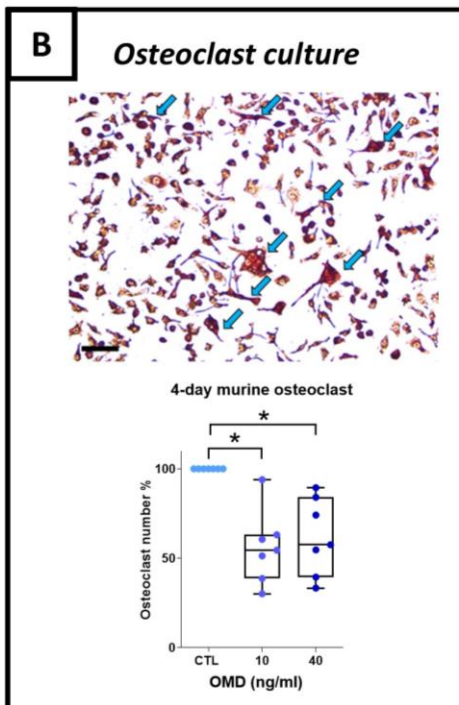 B
Osteoclast culture
4-day murine osteoclast
*
*
100
50
0
Osteoclast number %
CTL 10 40
OMD (ng/ml)